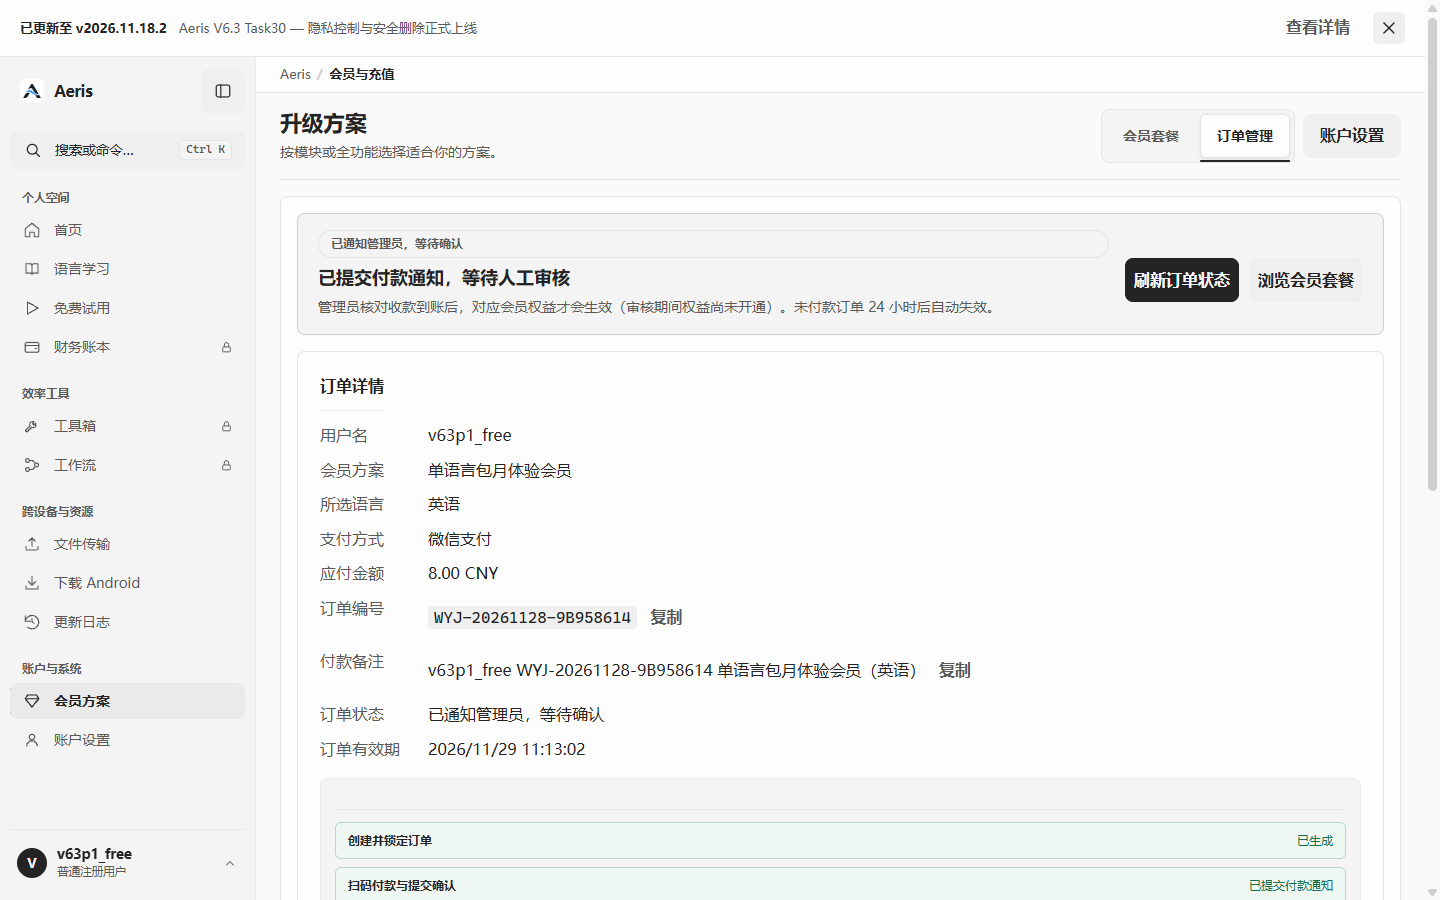 已更新至 v2026.11.18.2 Aeris V6.3 Task30 — 隐私控制与安全删除正式上线 查看详情
Aeris
搜索或命令... Ctrl K
个人空间
首页
语言学习
免费试用
财务账本
效率工具
工具箱
工作流
跨设备与资源
文件传输
下载 Android
更新日志
账户与系统
会员方案
账户设置
V v63p1_free
普通注册用户
Aeris / 会员与充值
升级方案
按模块或全功能选择适合你的方案。
会员套餐 订单管理 账户设置
已通知管理员，等待确认
已提交付款通知，等待人工审核
管理员核对收款到账后，对应会员权益才会生效（审核期间权益尚未开通）。未付款订单 24 小时后自动失效。
刷新订单状态 浏览会员套餐
订单详情
用户名 v63p1_free
会员方案 单语言包月体验会员
所选语言 英语
支付方式 微信支付
应付金额 8.00 CNY
订单编号 WYJ-20261128-9B958614 复制
付款备注 v63p1_free WYJ-20261128-9B958614 单语言包月体验会员（英语） 复制
订单状态 已通知管理员，等待确认
订单有效期 2026/11/29 11:13:02
创建并锁定订单 已生成
扫码付款与提交确认 已提交付款通知